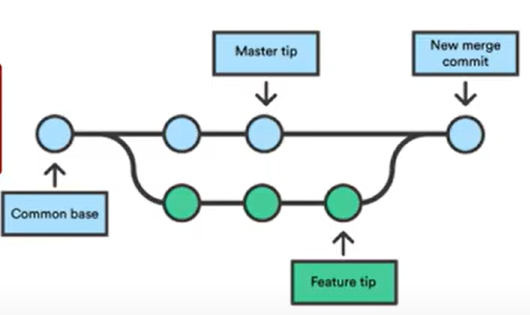 Master tip
New merge
commit
Common base
Feature tip